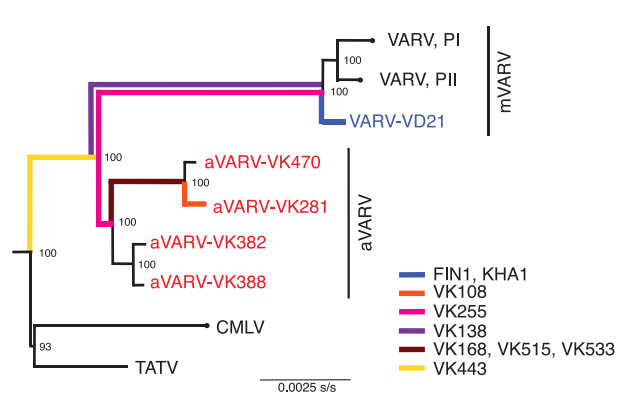 VARV, PI
100
VARV, PII
100
VARV-VD21
mVARV
100
aVARV-VK470
100
aVARV-VK281
100
aVARV-VK382
100
aVARV-VK388
aVARV
100
CMLV
93
TATV
FIN1, KHA1
VK108
VK255
VK138
VK168, VK515, VK533
VK443
0.0025 s/s